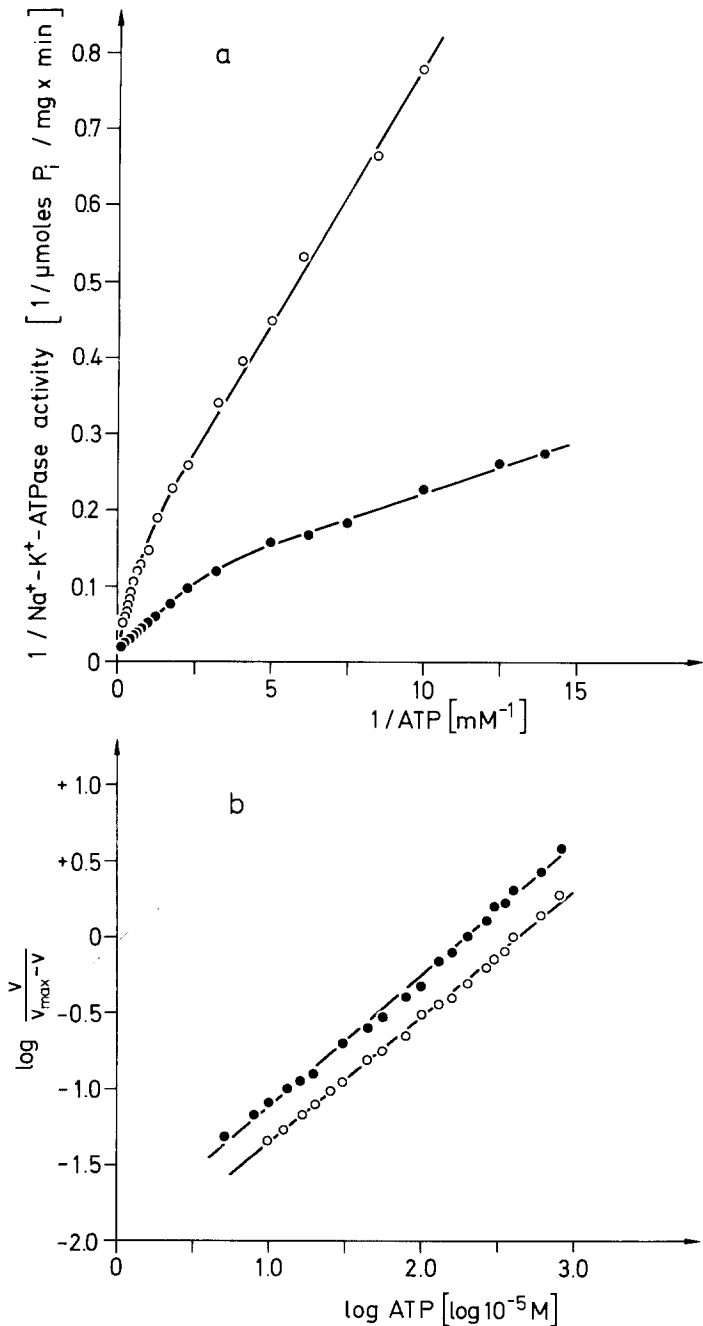 a
1/Na⁺-K⁺-ATPase activity [1/μmoles Pᵢ / mg x min]
0.8
0.7
0.6
0.5
0.4
0.3
0.2
0.1
0
0 5 10 15
1/ATP [mM⁻¹]
b
log v / vmax-v
+ 1.0
+0.5
0
-0.5
-1.0
-1.5
-2.0
0 1.0 2.0 3.0
log ATP [log 10⁻⁵ M]